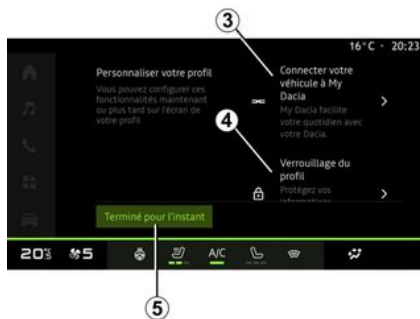 3
16°C · 20:23
Personnaliser votre profil
Vous pouvez configurer ces
fonctionnalités maintenant
ou plus tard sur l'écran de
votre profil
Connecter votre
véhicule à My
Dacia
My Dacia facilite
votre quotidien avec
votre Dacia.
4
Verrouillage du
profil
Protégez vos
informations
Terminé pour l'instant
20 5 A/C
5